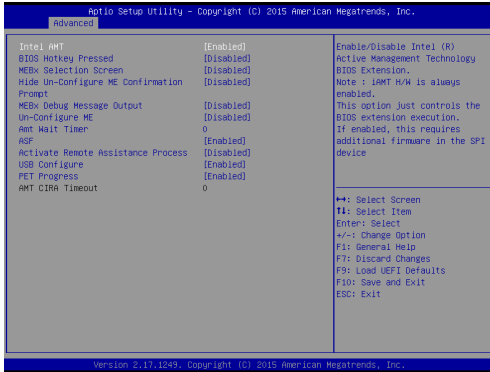 Aptio Setup Utility – Copyright (C) 2015 American Megatrends, Inc.
Advanced
Intel AMT [Enabled]
BIOS Hotkey Pressed [Disabled]
MEBx Selection Screen [Disabled]
Hide Un-Configure ME Confirmation [Disabled]
Prompt
MEBx Debug Message Output [Disabled]
Un-Configure ME [Disabled]
Amt Wait Timer 0
ASF [Enabled]
Activate Remote Assistance Process [Disabled]
USB Configure [Enabled]
PET Progress [Enabled]
AMT CIRA Timeout 0
Enable/Disable Intel (R)
Active Management Technology
BIOS Extension.
Note : iAMT H/W is always
enabled.
This option just controls the
BIOS extension execution.
If enabled, this requires
additional firmware in the SPI
device
↔: Select Screen
↑↓: Select Item
Enter: Select
+/-: Change Option
F1: General Help
F7: Discard Changes
F9: Load UEFI Defaults
F10: Save and Exit
ESC: Exit
Version 2.17.1249. Copyright (C) 2015 American Megatrends, Inc.